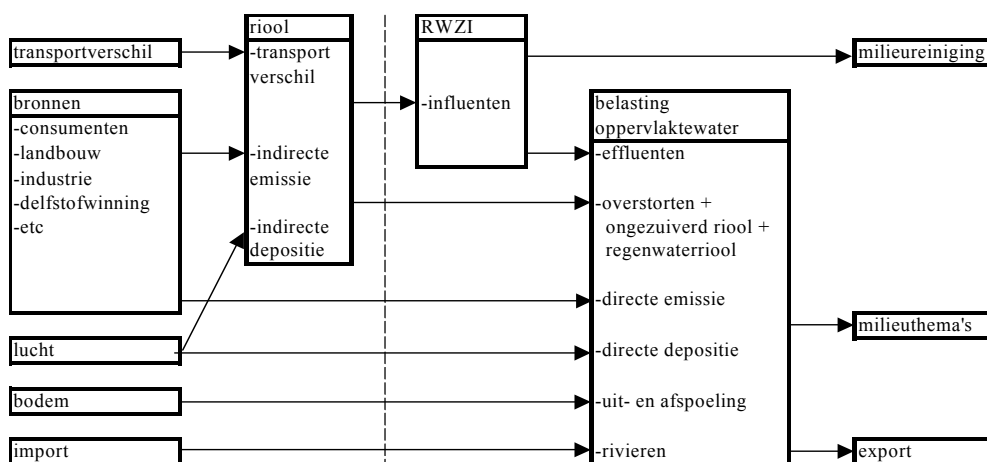 transportverschil
bronnen
-consumenten
-landbouw
-industrie
-delfstofwinning
-etc
lucht
bodem
import
riool
-transport
verschil
-indirecte
emissie
-indirecte
depositie
RWZI
-influenten
belasting
oppervlaktewater
-effluenten
-overstorten +
ongezuiverd riool +
regenwaterriool
-directe emissie
-directe depositie
-uit- en afspoeling
-rivieren
milieureiniging
milieuthema's
export